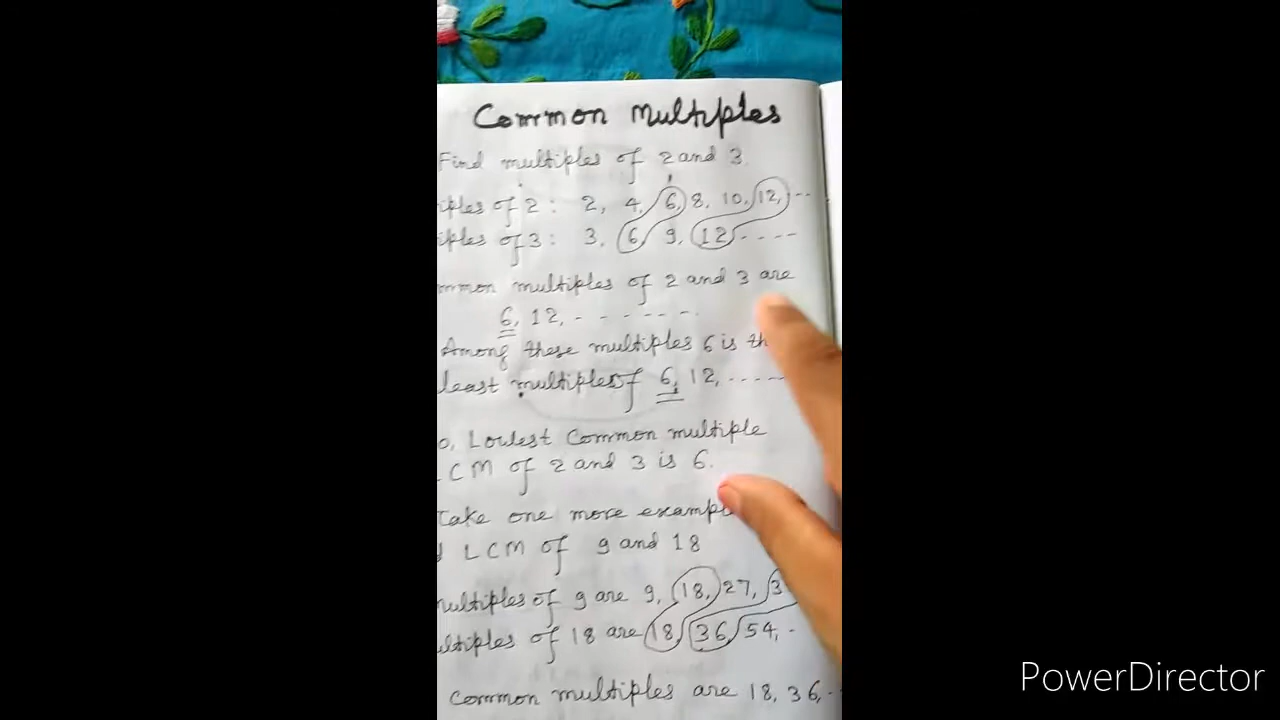 Common Multiples
Find multiples of 2 and 3.
iples of 2: 2, 4, 6, 8, 10, 12, ..
iples of 3: 3, 6, 9, 12 - - - -
mmon multiples of 2 and 3 are
6, 12, - - - - - - -
Among these multiples 6 is th
least multiples of 6, 12, - - - - -
o, Lowest Common multiple
LCM of 2 and 3 is 6.
Take one more examp
LCM of 9 and 18
multiples of 9 are 9, 18, 27, 3
ultiples of 18 are 18, 36, 54, -
Common multiples are 18, 36, -
PowerDirector